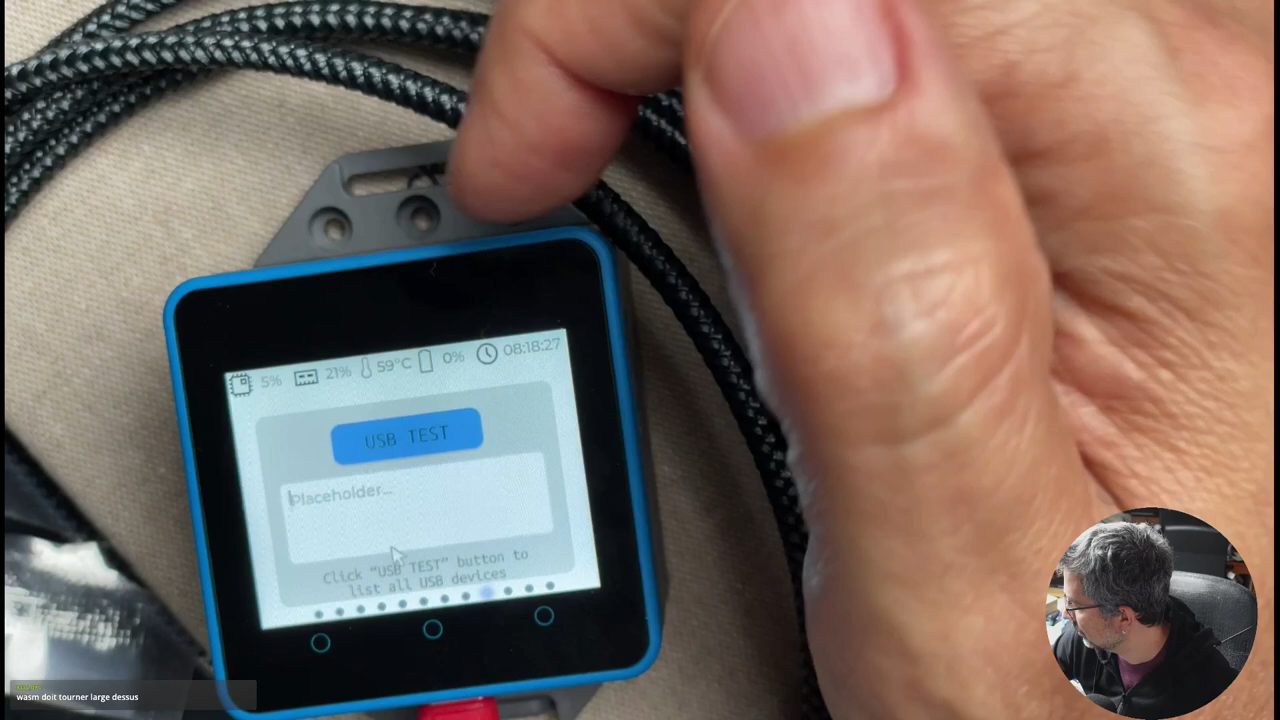 5% 21% 59°C 0% 08:18:27
USB TEST
Placeholder...
Click "USB TEST" button to
list all USB devices
wasm doit tourner large dessus